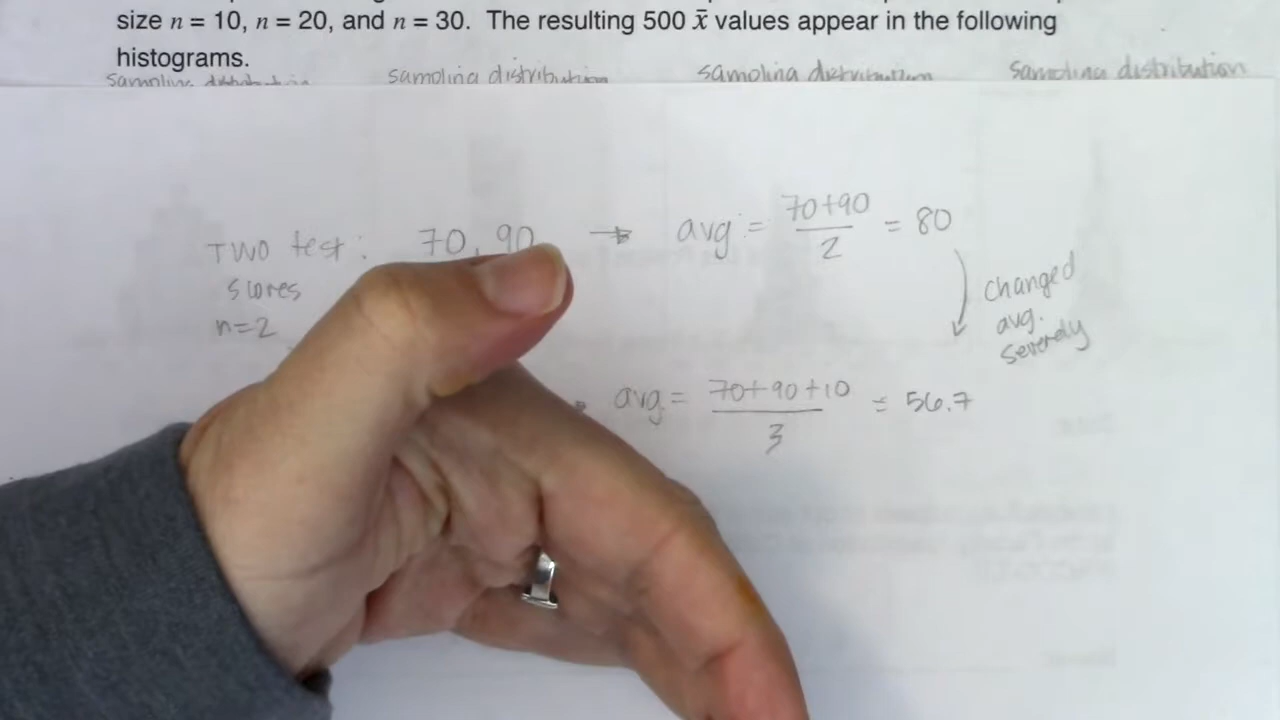 size n = 10, n = 20, and n = 30. The resulting 500 x̄ values appear in the following
histograms.
sampling distribution sampling distribution sampling distribution sampling distribution
TWO test: 70, 90 → avg = 70+90 / 2 = 80
scores
n=2
changed
avg.
severely
avg = 70+90+10 / 3 = 56.7